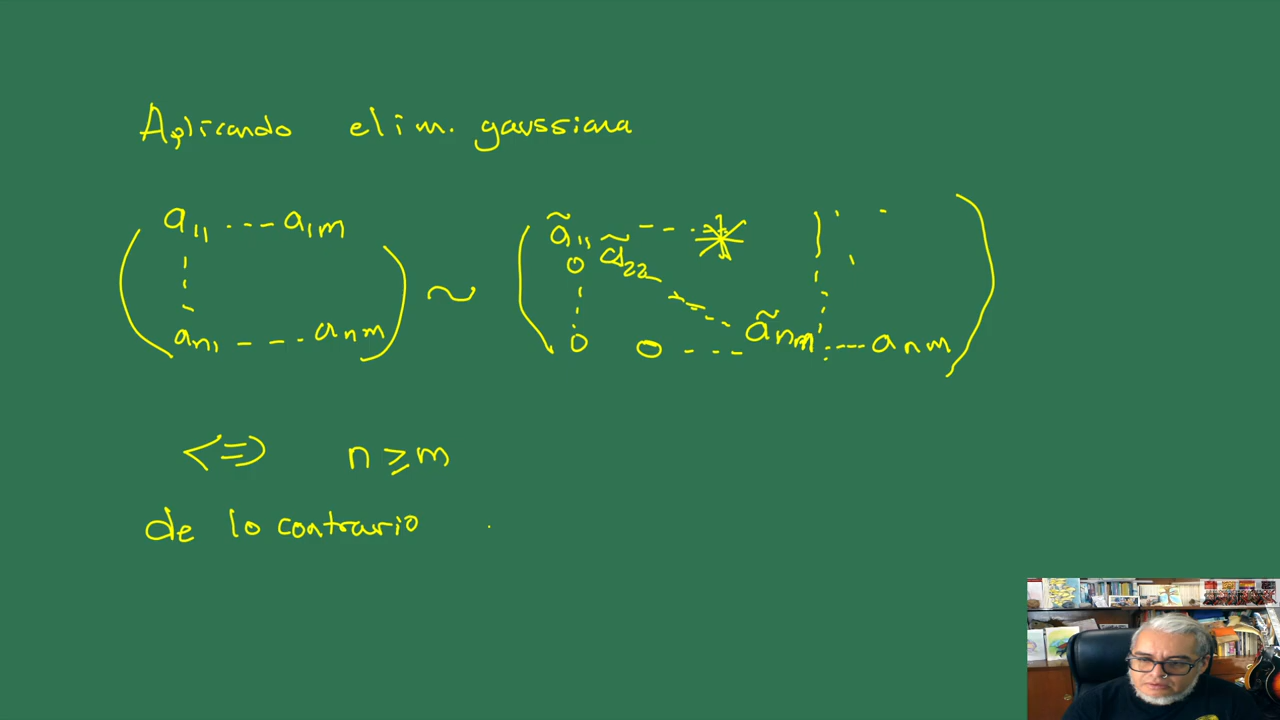 Aplicando elim. gaussiana
( a₁₁ ---- a₁m ⋮ aₙ₁ ---- aₙm ) ~ ( ã₁₁ ---- * 0 ã₂₂ ⋮ 0 0 --- ãₙm ⋮ --- aₙm )
<=> n ≥ m
de lo contrario